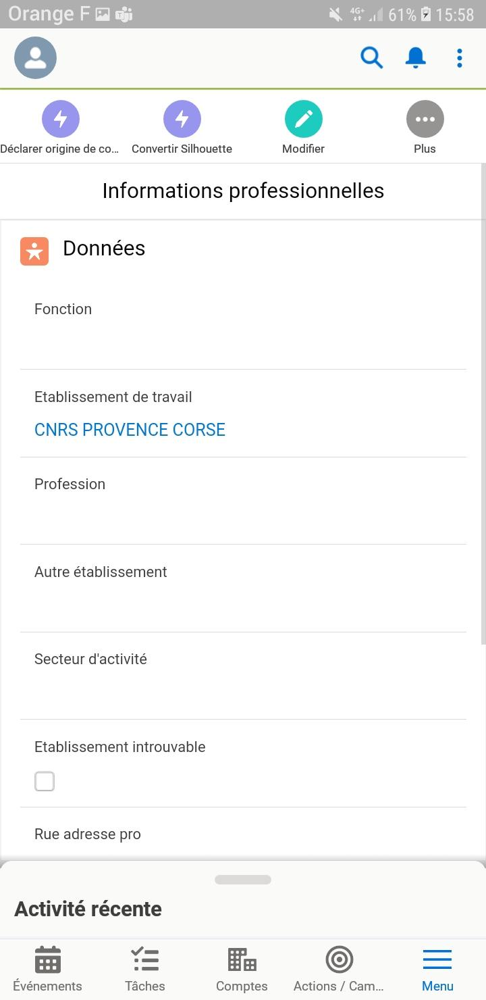 Orange F 4G+ 61% 15:58
Déclarer origine de co... Convertir Silhouette Modifier Plus
Informations professionnelles
Données
Fonction
Etablissement de travail
CNRS PROVENCE CORSE
Profession
Autre établissement
Secteur d'activité
Etablissement introuvable
Rue adresse pro
Activité récente
Événements Tâches Comptes Actions / Cam... Menu